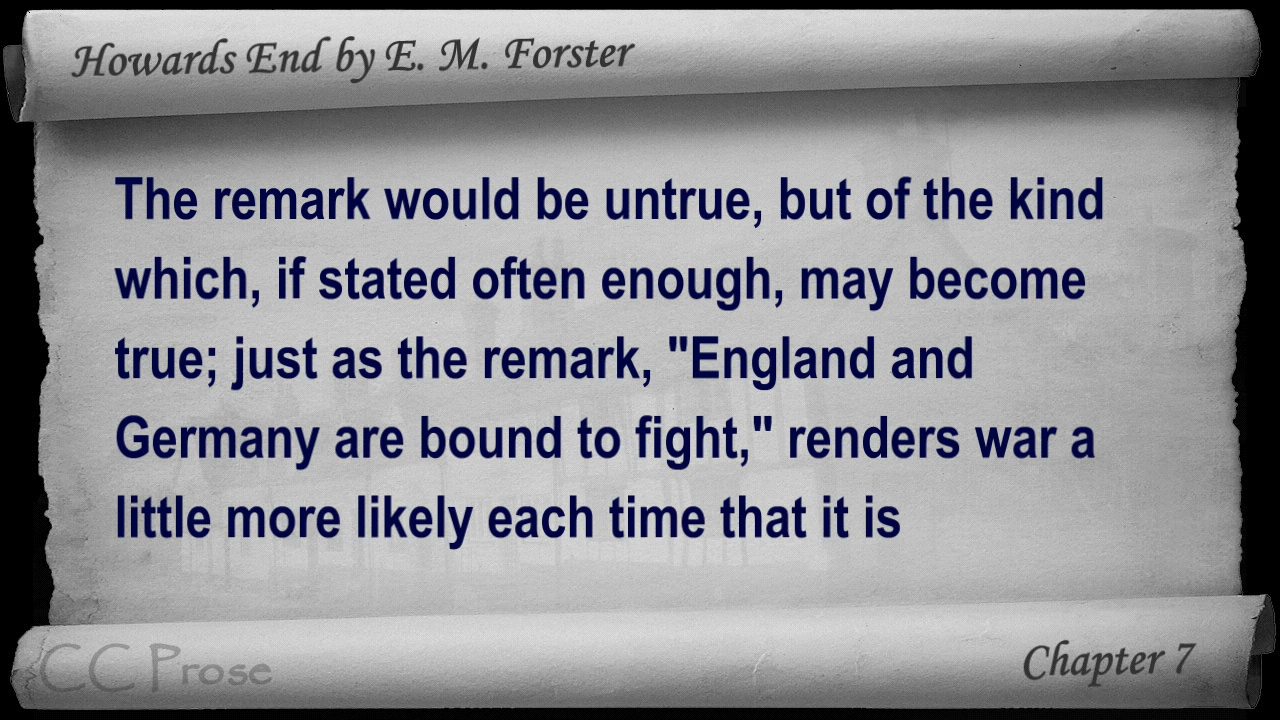 Howards End by E. M. Forster
The remark would be untrue, but of the kind
which, if stated often enough, may become
true; just as the remark, "England and
Germany are bound to fight," renders war a
little more likely each time that it is
CC Prose
Chapter 7